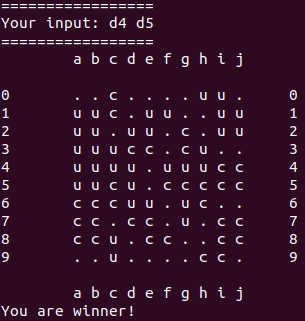 =================
Your input: d4 d5
=================
a b c d e f g h i j
0 . . c . . . . u u . 0
1 u u c . u u . . u u 1
2 u u . u u . c . u u 2
3 u u u c c . c u . . 3
4 u u u u . u u u c c 4
5 u u c u . c c c c c 5
6 c c c u u . u c . . 6
7 c c . c c . u . c c 7
8 c c u . c c . . c c 8
9 . . u . . . . c c . 9
a b c d e f g h i j
You are winner!